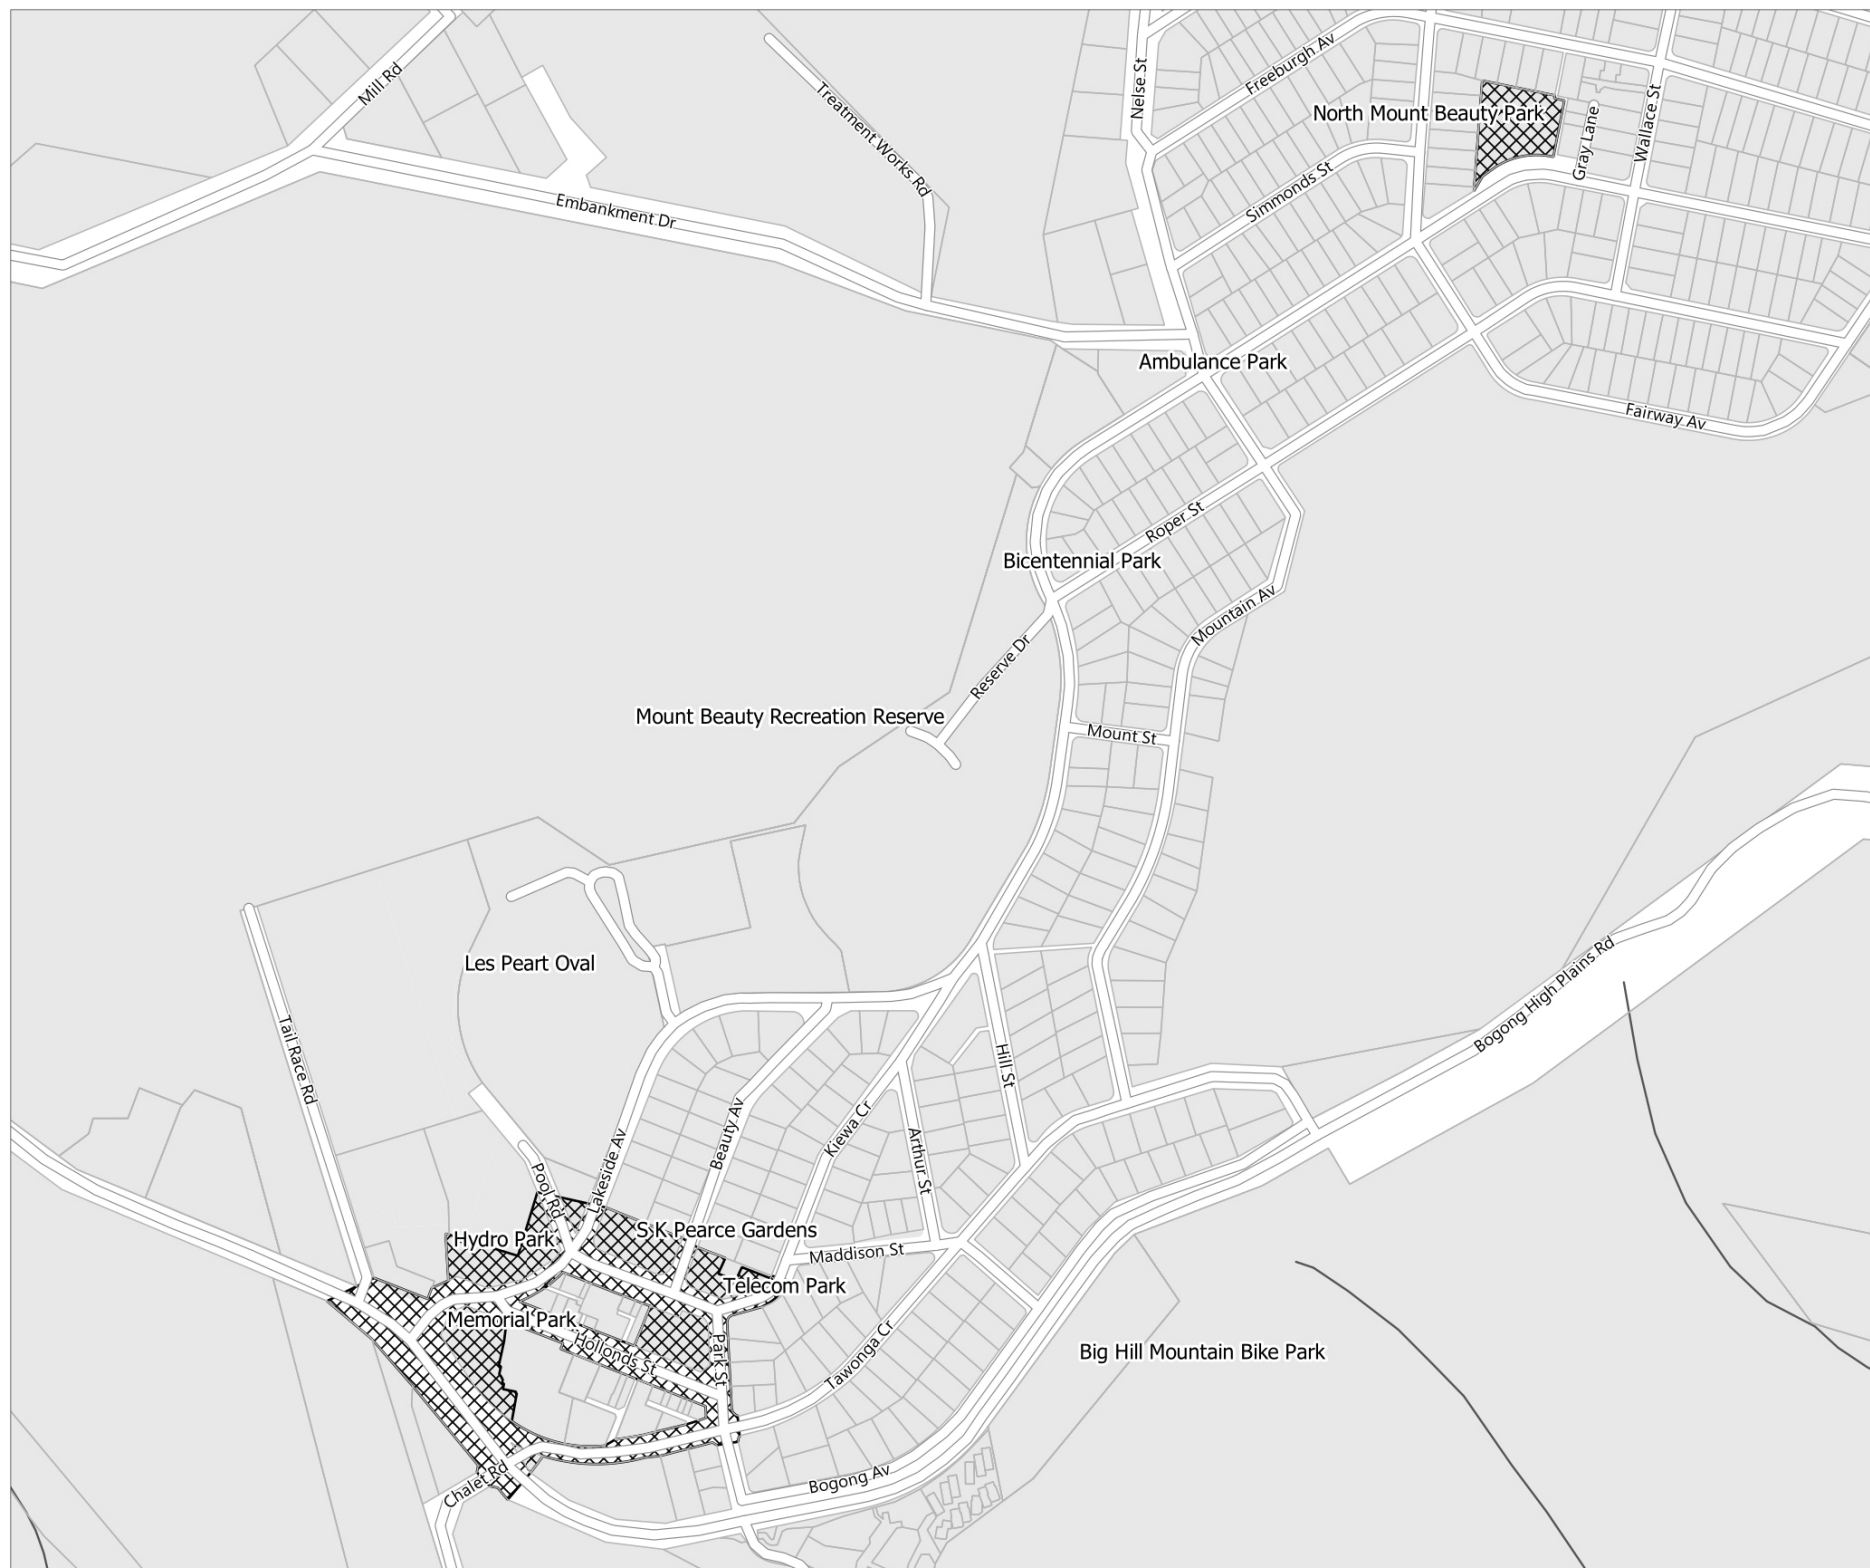 Mill Rd
Treatment Works Rd
Nelse St
Freeburgh Av
North Mount Beauty Park
Gray Lane
Wallace St
Simmonds St
Embankment Dr
Ambulance Park
Fairway Av
Roper St
Bicentennial Park
Mountain Av
Reserve Dr
Mount Beauty Recreation Reserve
Mount St
Les Peart Oval
Bogong High Plains Rd
Tail Race Rd
Hill St
Beauty Av
Kiewa Cr
Arthur St
Lakeside Av
Pool Rd
Hydro Park
S K Pearce Gardens
Maddison St
Telecom Park
Memorial Park
Hollonds St
Park St
Tawonga Cr
Big Hill Mountain Bike Park
Chalet Rd
Bogong Av